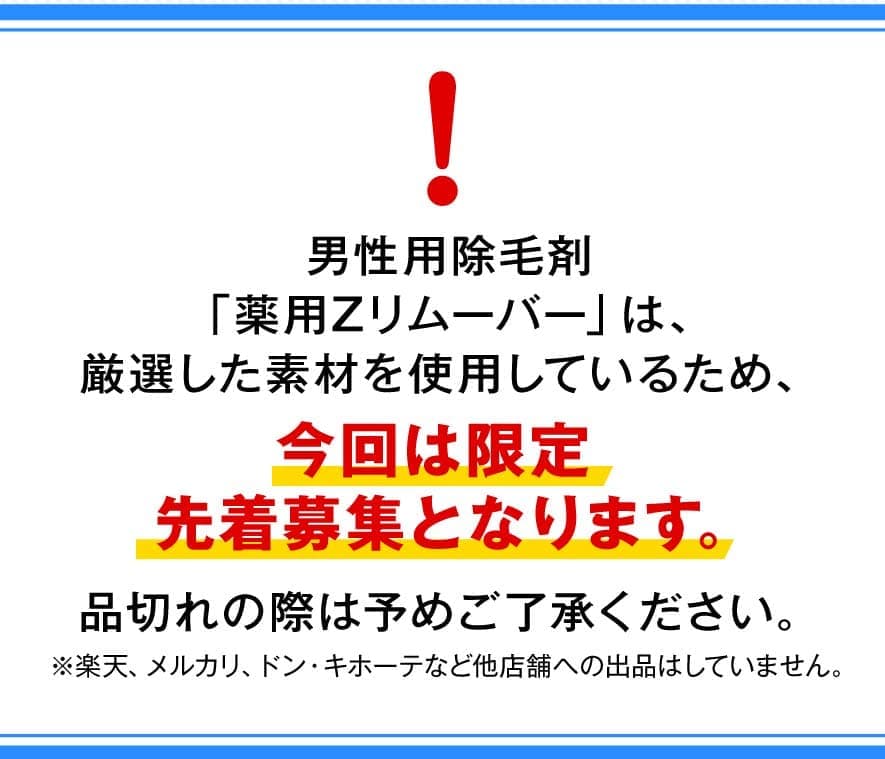 !
男性用除毛剤
「薬用Zリムーバー」は、
厳選した素材を使用しているため、
今回は限定
先着募集となります。
品切れの際は予めご了承ください。
※楽天、メルカリ、ドン・キホーテなど他店舗への出品はしていません。